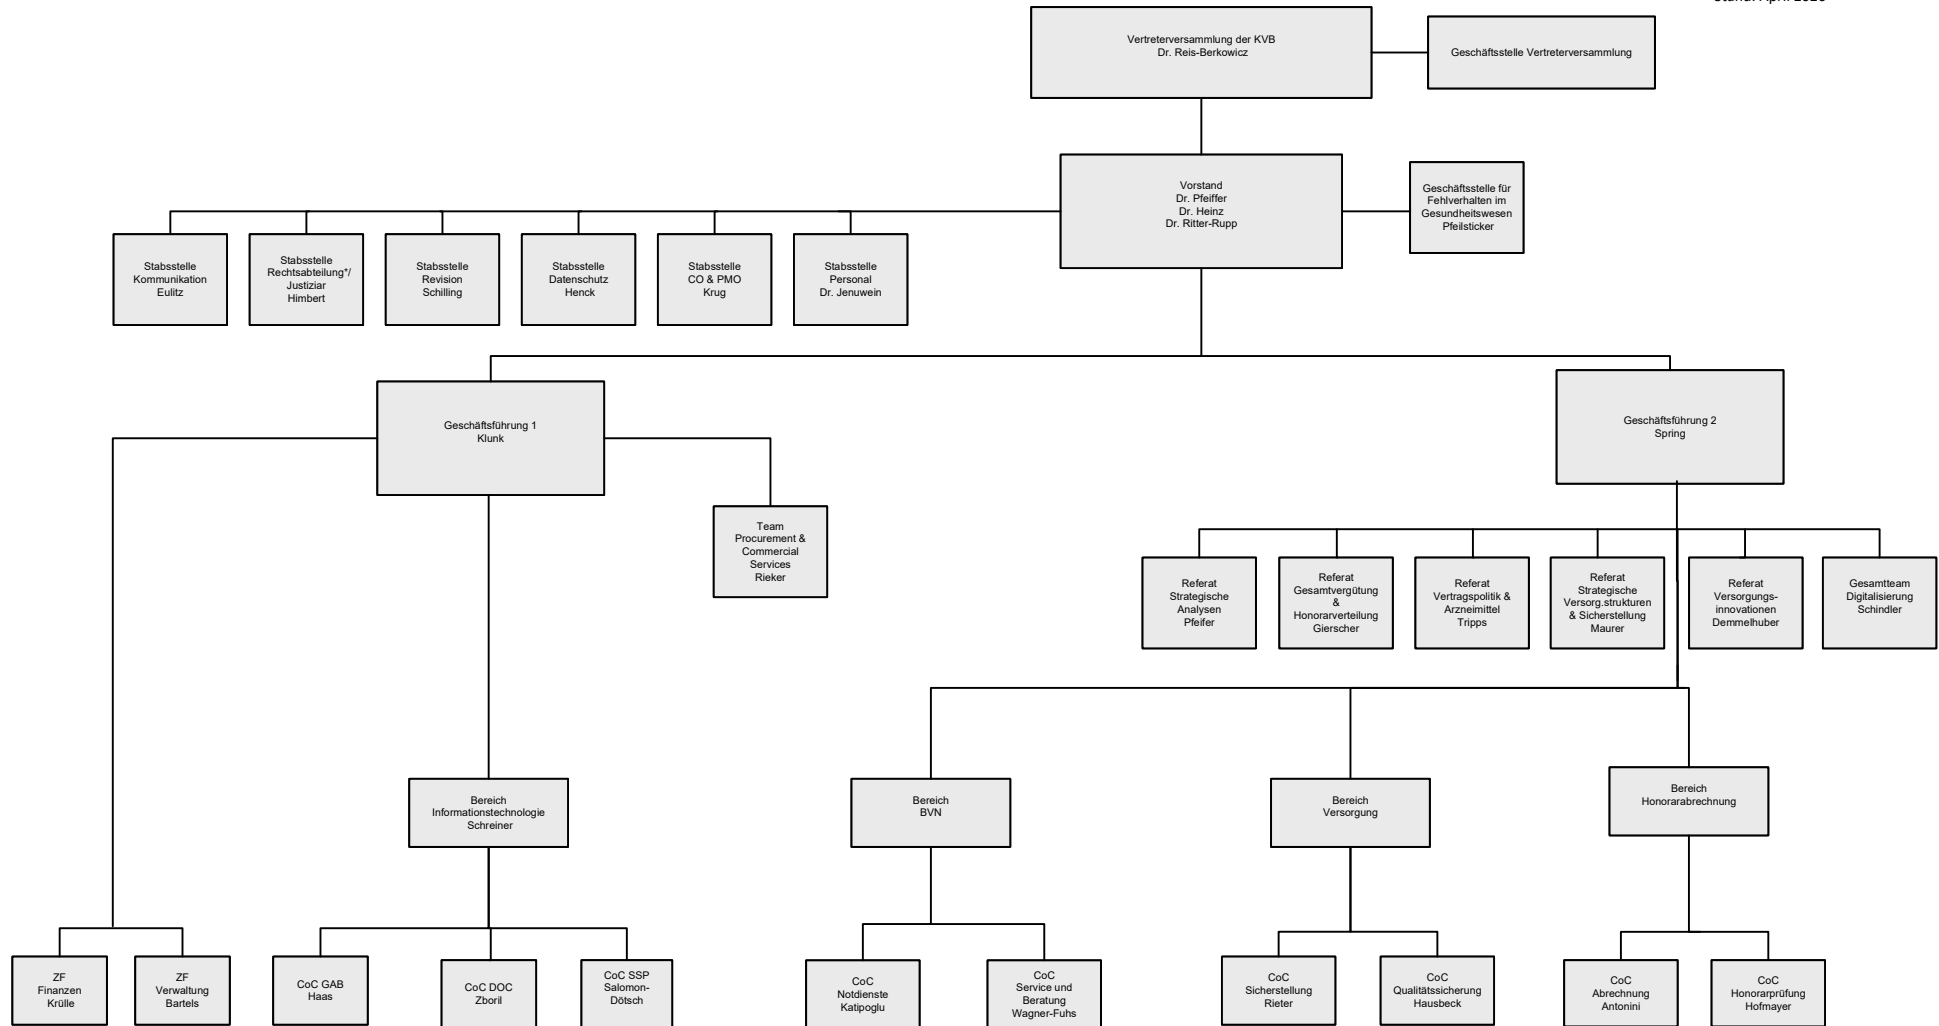 Vertreterversammlung der KVB
Dr. Reis-Berkowicz
Geschäftsstelle Vertreterversammlung
Vorstand
Dr. Pfeiffer
Dr. Heinz
Dr. Ritter-Rupp
Geschäftsstelle für
Fehlverhalten im
Gesundheitswesen
Pfeilsticker
Stabsstelle
Kommunikation
Eulitz
Stabsstelle
Rechtsabteilung*/
Justiziar
Himbert
Stabsstelle
Revision
Schilling
Stabsstelle
Datenschutz
Henck
Stabsstelle
CO & PMO
Krug
Stabsstelle
Personal
Dr. Jenuwein
Geschäftsführung 1
Klunk
Geschäftsführung 2
Spring
Team
Procurement &
Commercial
Services
Rieker
Referat
Strategische
Analysen
Pfeifer
Referat
Gesamtvergütung
&
Honorarverteilung
Gierscher
Referat
Vertragspolitik &
Arzneimittel
Tripps
Referat
Strategische
Versorg.strukturen
& Sicherstellung
Maurer
Referat
Versorgungs-
innovationen
Demmelhuber
Gesamtteam
Digitalisierung
Schindler
Bereich
Informationstechnologie
Schreiner
Bereich
BVN
Bereich
Versorgung
Bereich
Honorarabrechnung
ZF
Finanzen
Krülle
ZF
Verwaltung
Bartels
CoC GAB
Haas
CoC DOC
Zboril
CoC SSP
Salomon-
Dötsch
CoC
Notdienste
Katipoglu
CoC
Service und
Beratung
Wagner-Fuhs
CoC
Sicherstellung
Rieter
CoC
Qualitätssicherung
Hausbeck
CoC
Abrechnung
Antonini
CoC
Honorarprüfung
Hofmayer